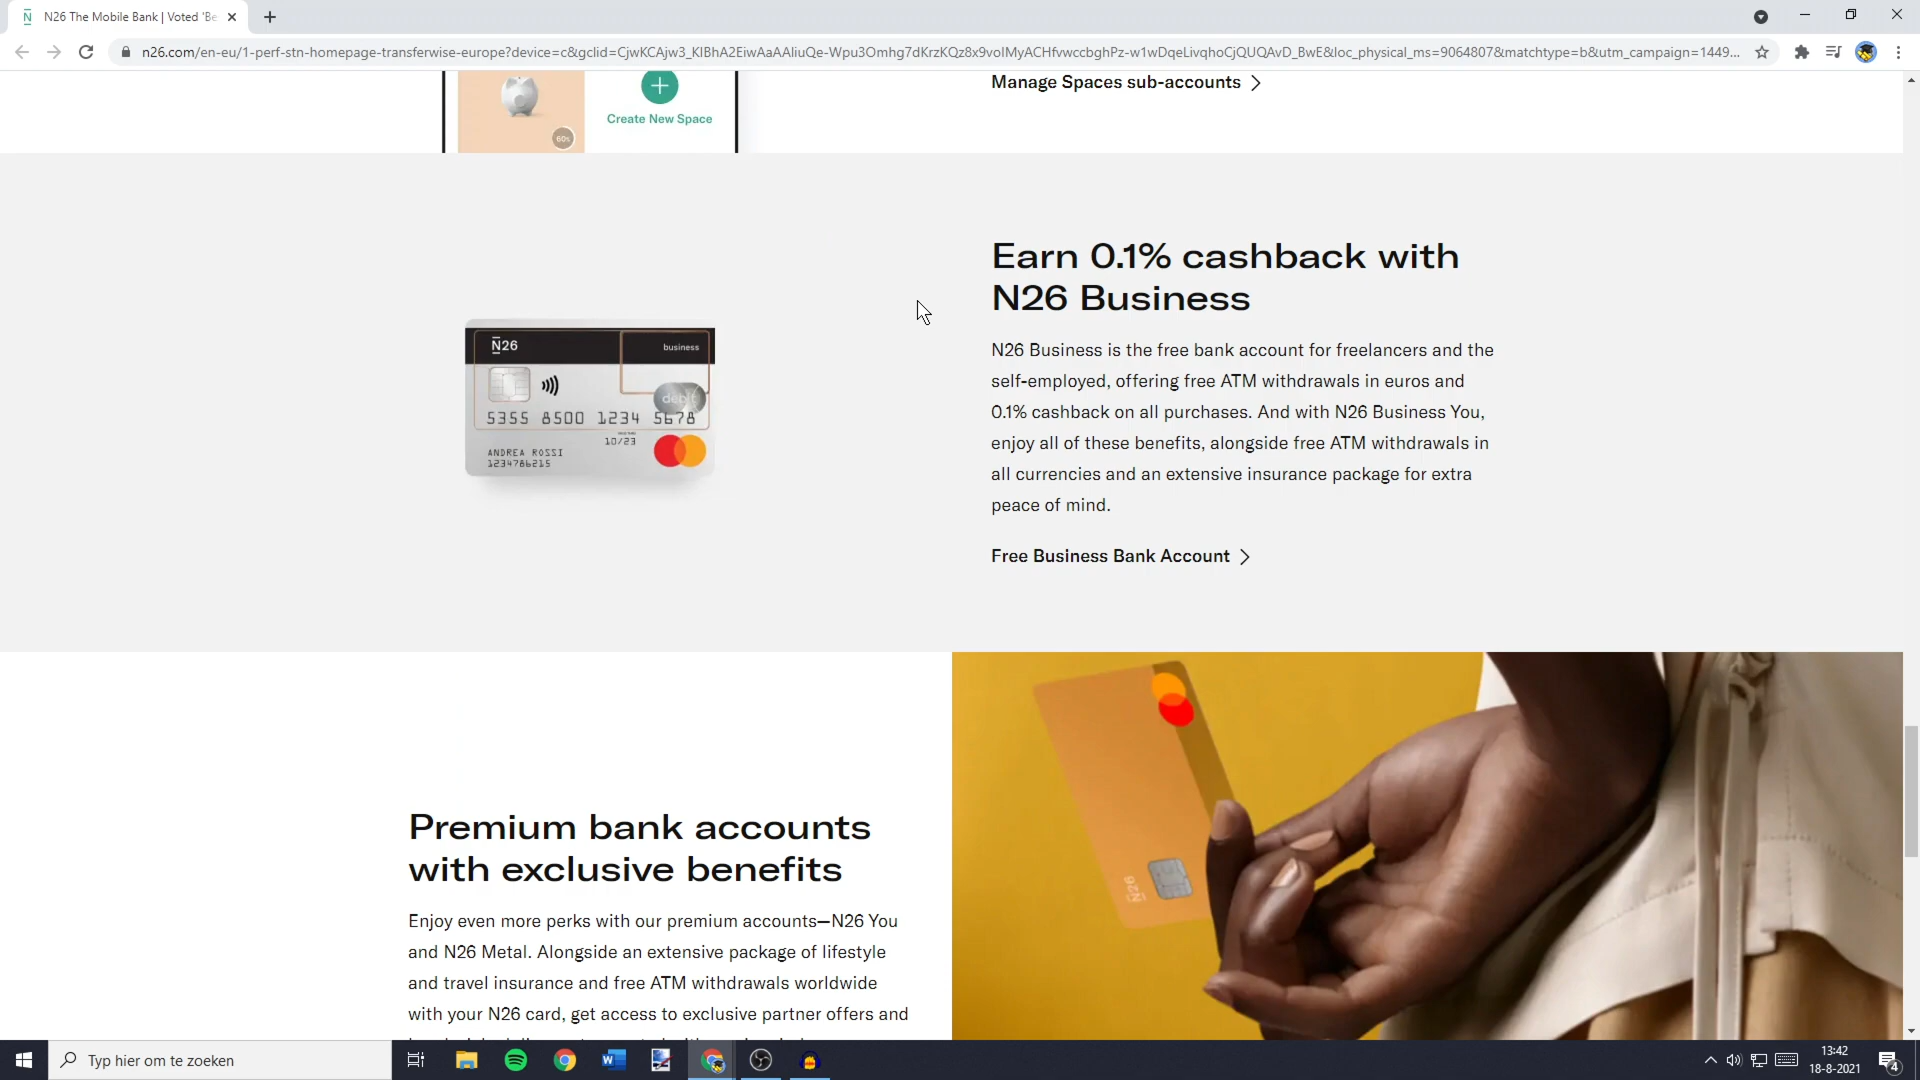 N26 The Mobile Bank | Voted 'Be
n26.com/en-eu/1-perf-stn-homepage-transferwise-europe?device=c&gclid=CjwKCAjw3_KIBhA2EiwAaAAliuQe-Wpu3Omhg7dKrzKQz8x9voIMyACHfvwccbghPz-w1wDqeLivqhoCjQUQAvD_BwE&loc_physical_ms=9064807&matchtype=b&utm_campaign=1449...
Manage Spaces sub-accounts
Create New Space
60s
Earn 0.1% cashback with
N26 Business
N26 Business is the free bank account for freelancers and the
self-employed, offering free ATM withdrawals in euros and
0.1% cashback on all purchases. And with N26 Business You,
enjoy all of these benefits, alongside free ATM withdrawals in
all currencies and an extensive insurance package for extra
peace of mind.
Free Business Bank Account
N26
business
debit
5355 8500 1234 5678
10/23
ANDREA ROSSI
1234786215
Premium bank accounts
with exclusive benefits
Enjoy even more perks with our premium accounts—N26 You
and N26 Metal. Alongside an extensive package of lifestyle
and travel insurance and free ATM withdrawals worldwide
with your N26 card, get access to exclusive partner offers and
N26
Typ hier om te zoeken
13:42
18-8-2021
4